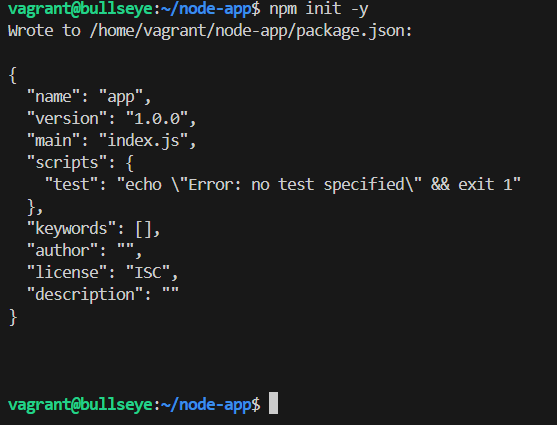 vagrant@bullseye:~/node-app$ npm init -y
Wrote to /home/vagrant/node-app/package.json:

{
  "name": "app",
  "version": "1.0.0",
  "main": "index.js",
  "scripts": {
    "test": "echo \"Error: no test specified\" && exit 1"
  },
  "keywords": [],
  "author": "",
  "license": "ISC",
  "description": ""
}

vagrant@bullseye:~/node-app$